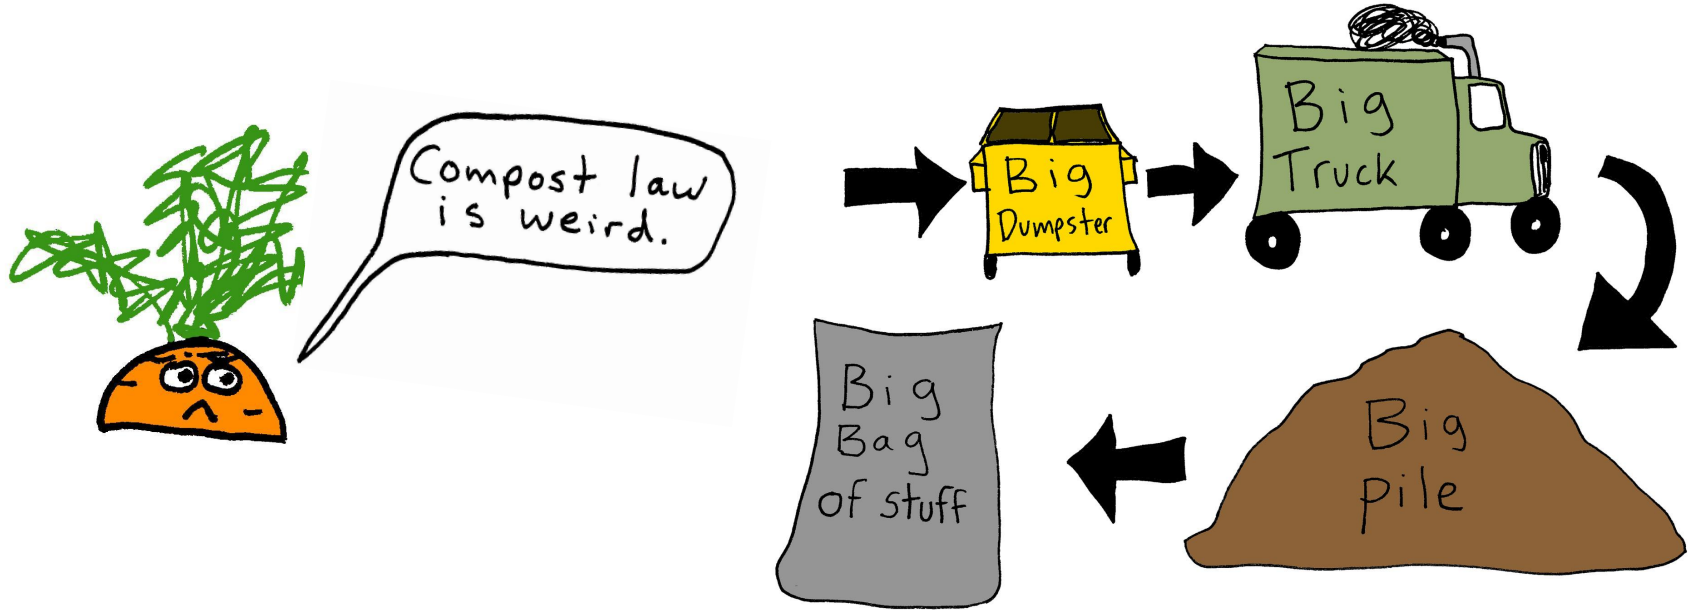 Compost law
is weird.
Big
Dumpster
Big
Truck
Big
pile
Big
Bag
of stuff